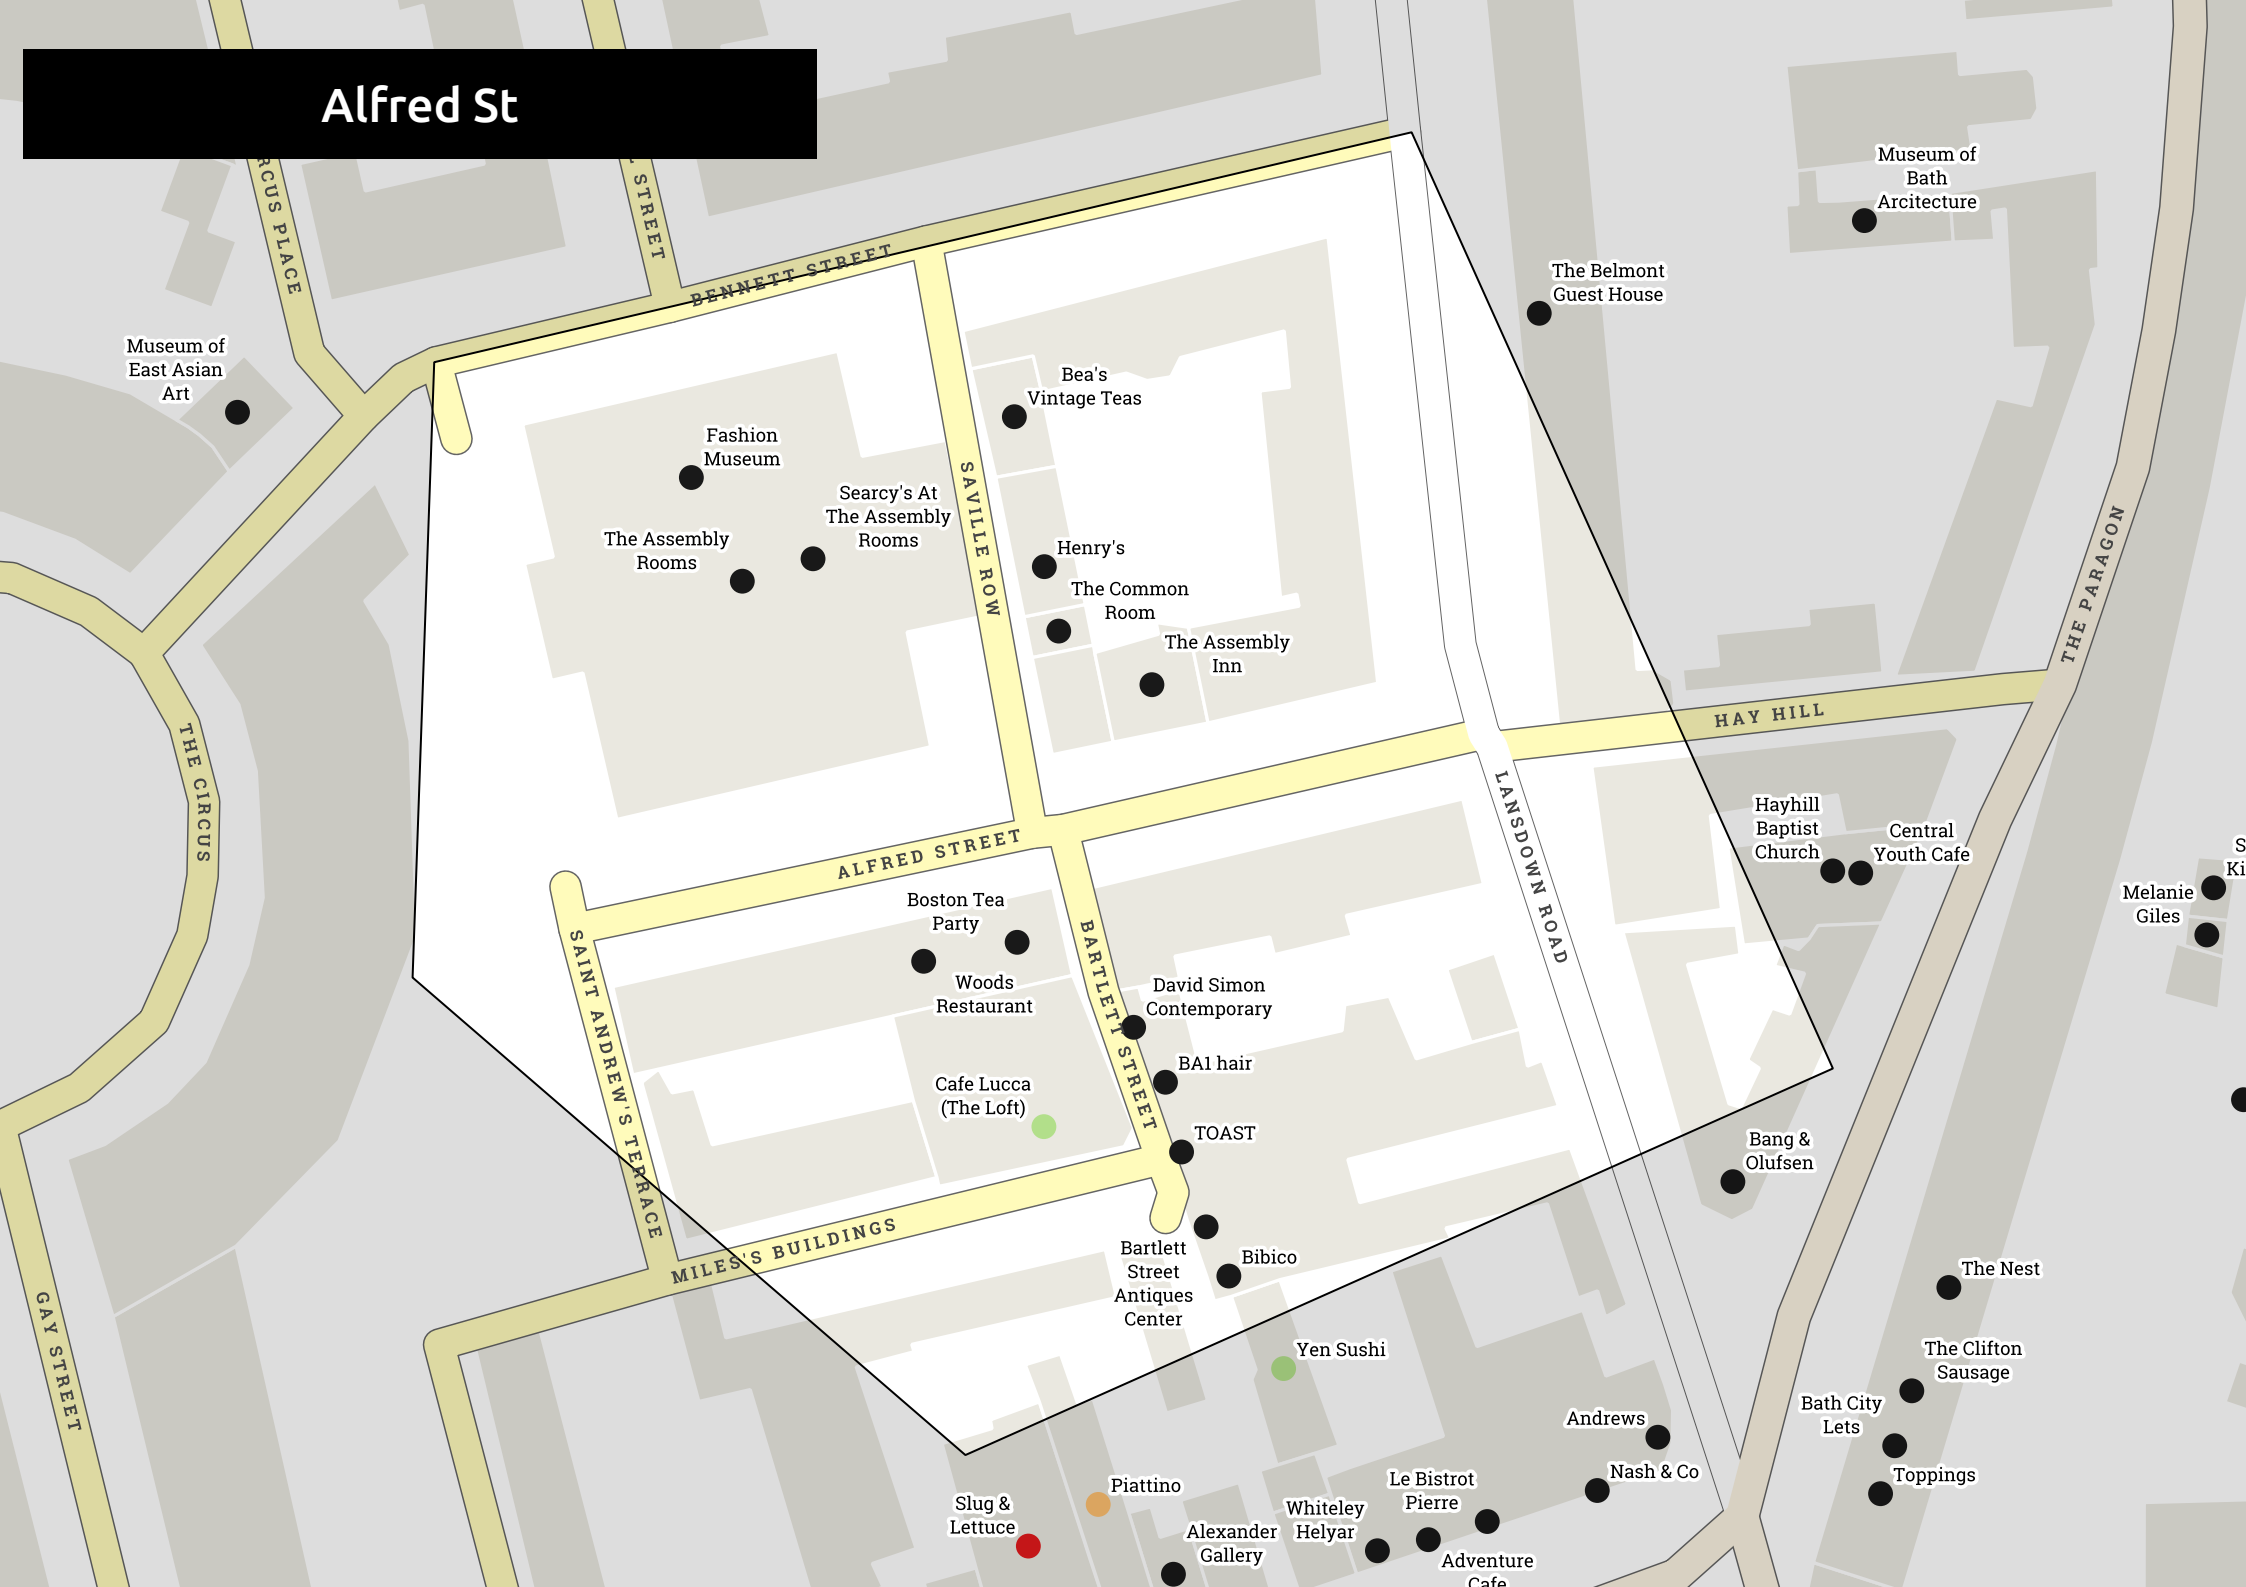 Alfred St
RCUS PLACE
STREET
BENNETT STREET
Museum of
Bath
Arcitecture
The Belmont
Guest House
Museum of
East Asian
Art
Bea's
Vintage Teas
Fashion
Museum
Searcy's At
The Assembly
Rooms
The Assembly
Rooms
SAVILLE ROW
Henry's
The Common
Room
The Assembly
Inn
THE PARAGON
HAY HILL
THE CIRCUS
LANSDOWN ROAD
Hayhill
Baptist
Church
Central
Youth Cafe
ALFRED STREET
Melanie
Giles
Boston Tea
Party
Woods
Restaurant
BARTLETT STREET
SAINT ANDREW'S TERRACE
David Simon
Contemporary
BA1 hair
Cafe Lucca
(The Loft)
TOAST
Bang &
Olufsen
MILES'S BUILDINGS
Bartlett
Street
Antiques
Center
Bibico
The Nest
GAY STREET
Yen Sushi
The Clifton
Sausage
Bath City
Lets
Andrews
Toppings
Nash & Co
Le Bistrot
Pierre
Piattino
Slug &
Lettuce
Whiteley
Helyar
Alexander
Gallery
Adventure
Cafe